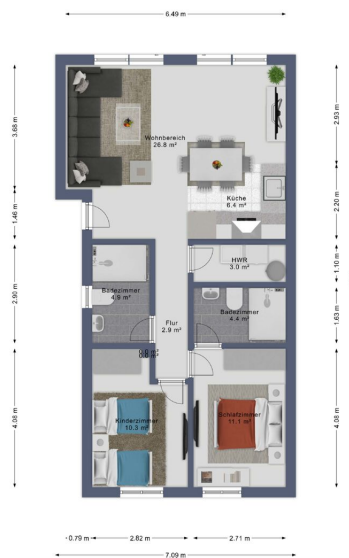 6.49 m
3.68 m
2.93 m
Wohnbereich
26.8 m²
Küche
6.4 m²
1.46 m
2.20 m
HWR
3.0 m²
1.10 m
Badezimmer
4.9 m²
2.90 m
Badezimmer
4.4 m²
1.63 m
Flur
2.9 m²
4.08 m
4.08 m
Kinderzimmer
10.3 m²
Schlafzimmer
11.1 m²
0.79 m
2.82 m
2.71 m
7.09 m